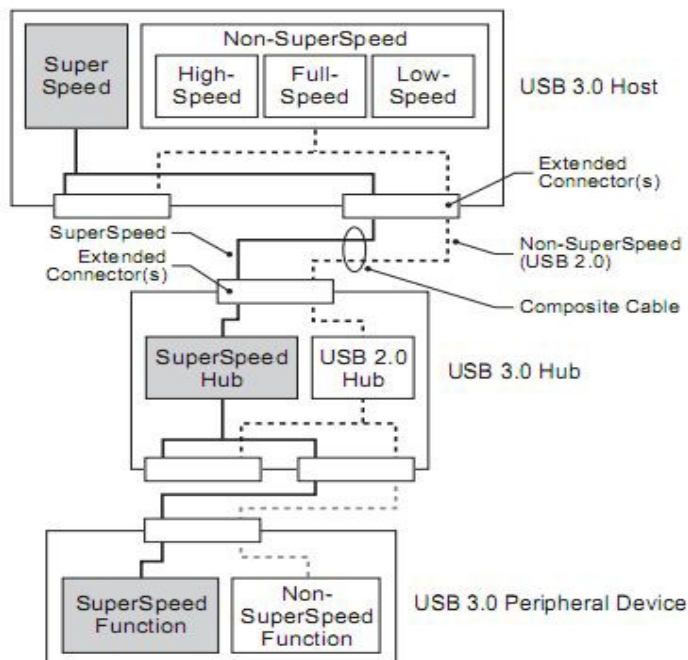 Non-SuperSpeed
Super
Speed
High-
Speed
Full-
Speed
Low-
Speed
USB 3.0 Host
Extended
Connector(s)
SuperSpeed
Extended
Connector(s)
Non-SuperSpeed
(USB 2.0)
Composite Cable
SuperSpeed
Hub
USB 2.0
Hub
USB 3.0 Hub
SuperSpeed
Function
Non-
SuperSpeed
Function
USB 3.0 Peripheral Device